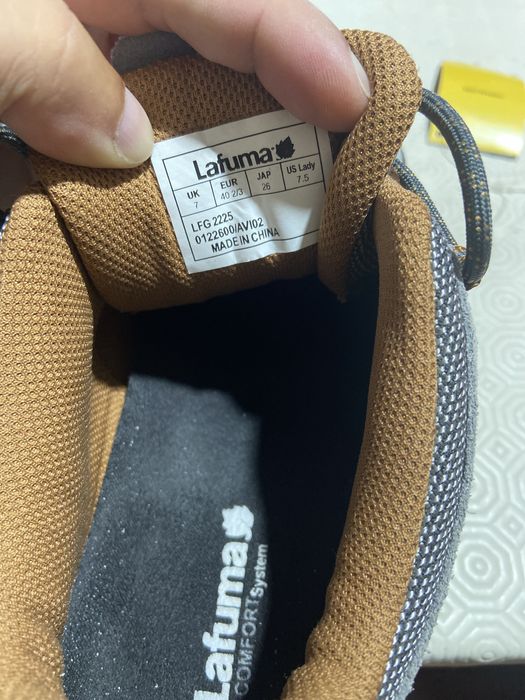 Lafuma
UK EUR JAP US Lady
7 40 2/3 26 7.5
LFG 2225
0122600/AVI02
MADE IN CHINA
Lafuma
COMFORT System